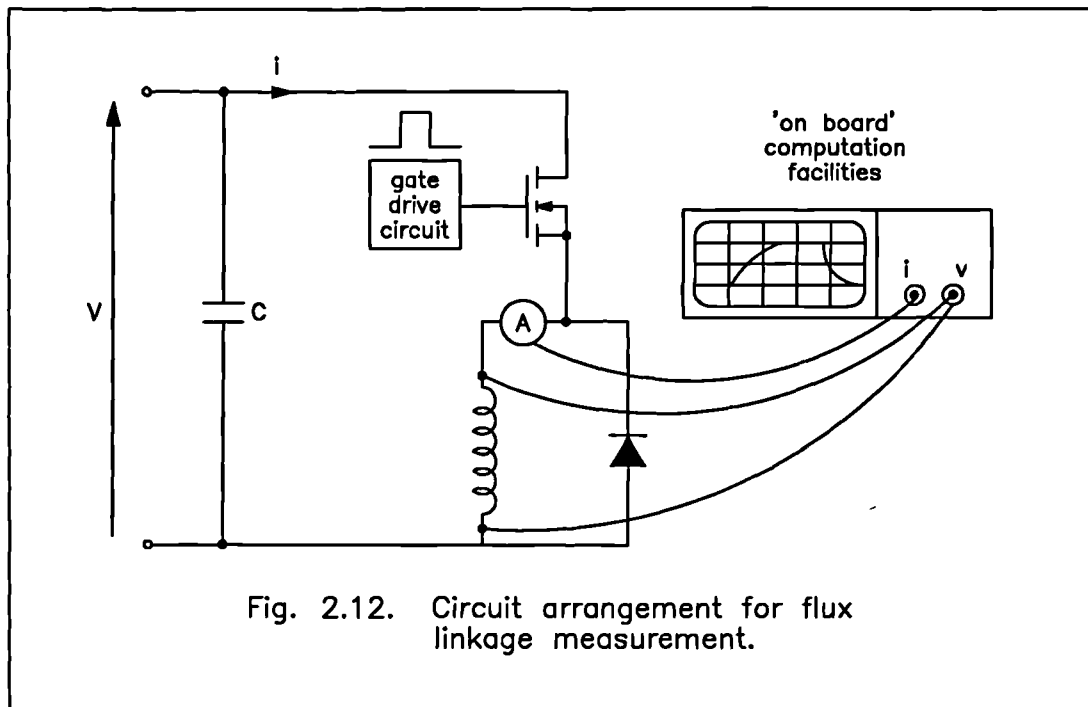 i
V
C
gate
drive
circuit
A
'on board'
computation
facilities
i
v
Fig. 2.12. Circuit arrangement for flux
linkage measurement.